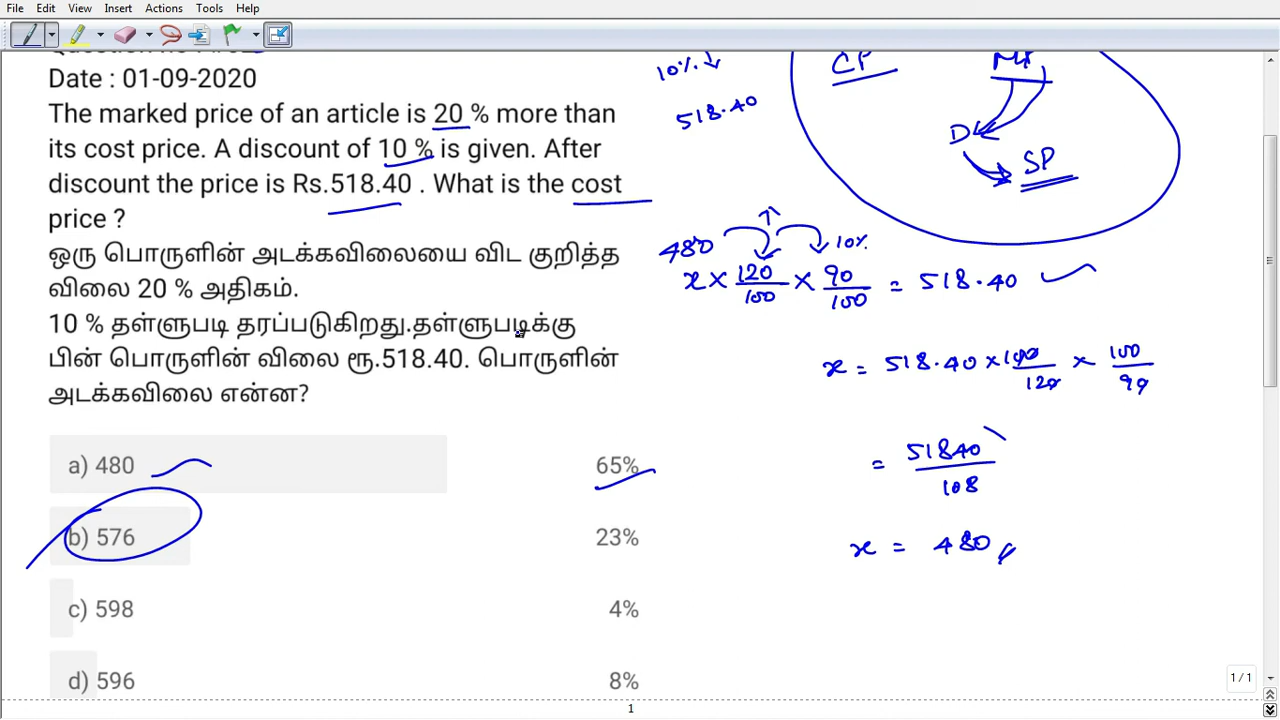 File Edit View Insert Actions Tools Help
Date : 01-09-2020
The marked price of an article is 20 % more than
its cost price. A discount of 10 % is given. After
discount the price is Rs.518.40 . What is the cost
price ?
ஒரு பொருளின் அடக்கவிலையை விட குறித்த
விலை 20 % அதிகம்.
10 % தள்ளுபடி தரப்படுகிறது.தள்ளுபடிக்கு
பின் பொருளின் விலை ரூ.518.40. பொருளின்
அடக்கவிலை என்ன?
a) 480 65%
b) 576 23%
c) 598 4%
d) 596 8%
10% ↓
518.40
CP MP
D
SP
480 10%
x × 120/100 × 90/100 = 518.40
x = 518.40 × 100/120 × 100/90
= 51840/108
x = 480
1 / 1
1